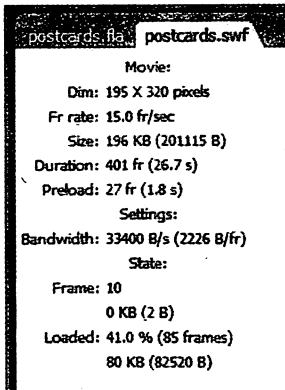 postcards.fla postcards.swf
Movie:
Dim: 195 X 320 pixels
Fr rate: 15.0 fr/sec
Size: 196 KB (201115 B)
Duration: 401 fr (26.7 s)
Preload: 27 fr (1.8 s)
Settings:
Bandwidth: 33400 B/s (2226 B/fr)
State:
Frame: 10
0 KB (2 B)
Loaded: 41.0 % (85 frames)
80 KB (82520 B)